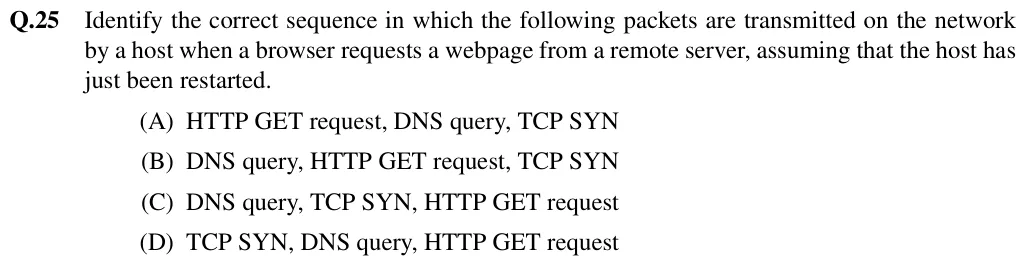 Q.25 Identify the correct sequence in which the following packets are transmitted on the network
by a host when a browser requests a webpage from a remote server, assuming that the host has
just been restarted.
(A) HTTP GET request, DNS query, TCP SYN
(B) DNS query, HTTP GET request, TCP SYN
(C) DNS query, TCP SYN, HTTP GET request
(D) TCP SYN, DNS query, HTTP GET request